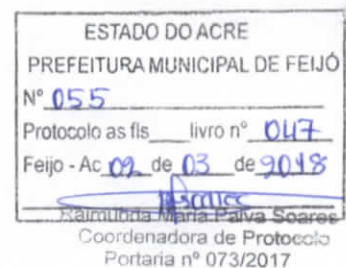 ESTADO DO ACRE
PREFEITURA MUNICIPAL DE FEIJÓ
Nº 055
Protocolo as fls____livro nº 047
Feijo - Ac 02 de 03 de 2018
Raimunda Maria Paiva Soares
Coordenadora de Protocolo
Portaria nº 073/2017